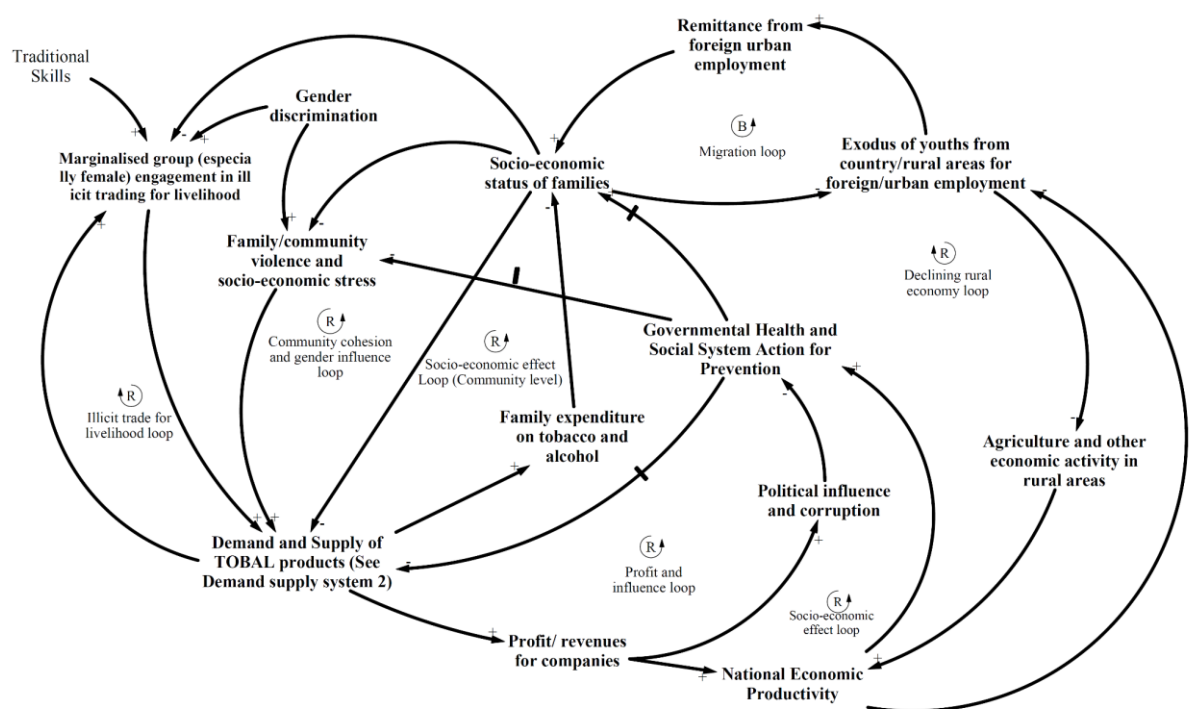 Remittance from
foreign urban
employment
Traditional
Skills
Gender
discrimination
B
Migration loop
Exodus of youths from
country/rural areas for
foreign/urban employment
Marginalised group (especia
lly female) engagement in ill
icit trading for livelihood
Socio-economic
status of families
Family/community
violence and
socio-economic stress
R
Declining rural
economy loop
R
Community cohesion
and gender influence
loop
R
Socio-economic effect
Loop (Community level)
Governmental Health and
Social System Action for
Prevention
R
Illicit trade for
livelihood loop
Family expenditure
on tobacco and
alcohol
Agriculture and other
economic activity in
rural areas
Political influence
and corruption
Demand and Supply of
TOBAL products (See
Demand supply system 2)
R
Profit and
influence loop
R
Socio-economic
effect loop
Profit/ revenues
for companies
National Economic
Productivity